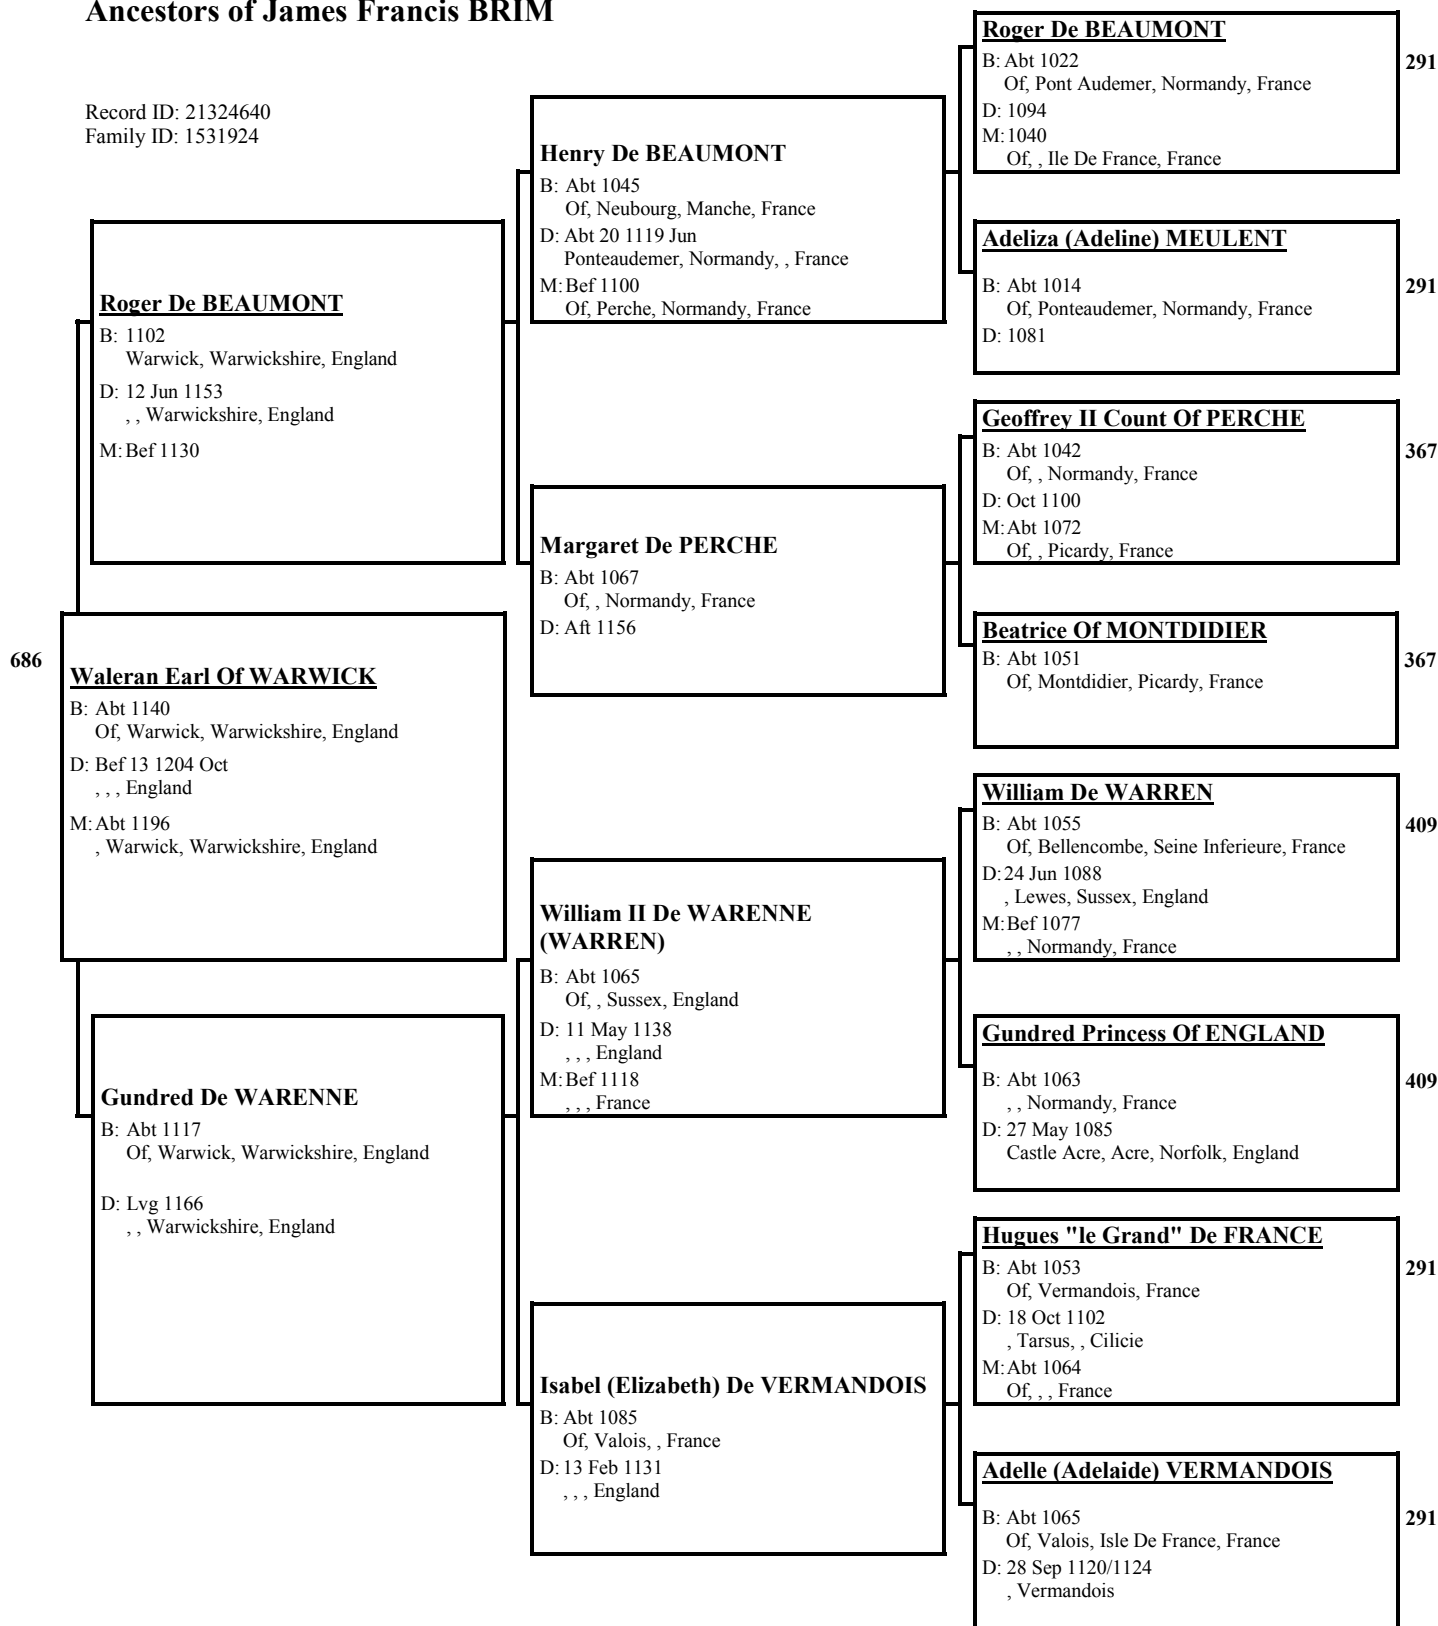 Ancestors of James Francis BRIM
Record ID: 21324640
Family ID: 1531924
686
Waleran Earl Of WARWICK
B: Abt 1140
Of, Warwick, Warwickshire, England
D: Bef 13 1204 Oct
, , , England
M: Abt 1196
, Warwick, Warwickshire, England
Roger De BEAUMONT
B: 1102
Warwick, Warwickshire, England
D: 12 Jun 1153
, , Warwickshire, England
M: Bef 1130
Gundred De WARENNE
B: Abt 1117
Of, Warwick, Warwickshire, England
D: Lvg 1166
, , Warwickshire, England
Henry De BEAUMONT
B: Abt 1045
Of, Neubourg, Manche, France
D: Abt 20 1119 Jun
Ponteaudemer, Normandy, , France
M: Bef 1100
Of, Perche, Normandy, France
Margaret De PERCHE
B: Abt 1067
Of, , Normandy, France
D: Aft 1156
William II De WARENNE
(WARREN)
B: Abt 1065
Of, , Sussex, England
D: 11 May 1138
, , , England
M: Bef 1118
, , , France
Isabel (Elizabeth) De VERMANDOIS
B: Abt 1085
Of, Valois, , France
D: 13 Feb 1131
, , , England
Roger De BEAUMONT
B: Abt 1022
291
Of, Pont Audemer, Normandy, France
D: 1094
M: 1040
Of, , Ile De France, France
Adeliza (Adeline) MEULENT
B: Abt 1014
291
Of, Ponteaudemer, Normandy, France
D: 1081
Geoffrey II Count Of PERCHE
B: Abt 1042
367
Of, , Normandy, France
D: Oct 1100
M: Abt 1072
Of, , Picardy, France
Beatrice Of MONTDIDIER
B: Abt 1051
367
Of, Montdidier, Picardy, France
William De WARREN
B: Abt 1055
409
Of, Bellencombe, Seine Inferieure, France
D: 24 Jun 1088
, Lewes, Sussex, England
M: Bef 1077
, , Normandy, France
Gundred Princess Of ENGLAND
B: Abt 1063
409
, , Normandy, France
D: 27 May 1085
Castle Acre, Acre, Norfolk, England
Hugues "le Grand" De FRANCE
B: Abt 1053
291
Of, Vermandois, France
D: 18 Oct 1102
, Tarsus, , Cilicie
M: Abt 1064
Of, , , France
Adelle (Adelaide) VERMANDOIS
B: Abt 1065
291
Of, Valois, Isle De France, France
D: 28 Sep 1120/1124
, Vermandois